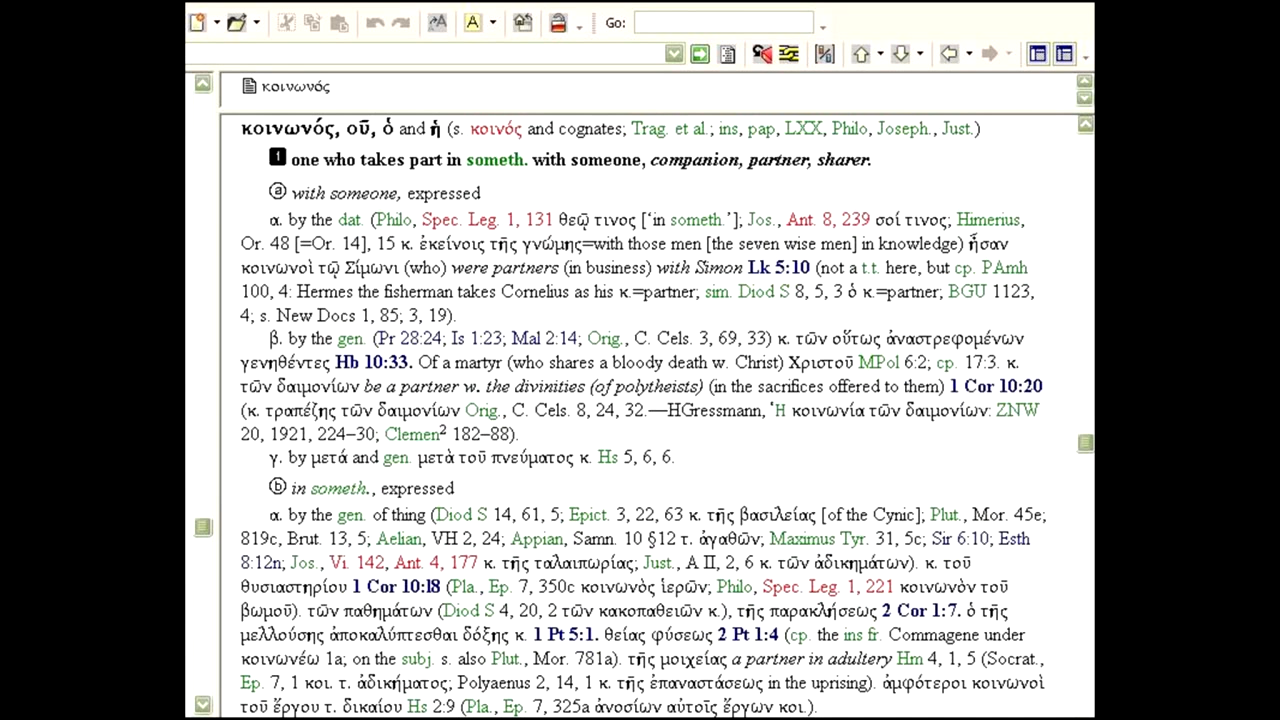 Go:
κοινωνός
κοινωνός, οῦ, ὁ and ἡ (s. κοινός and cognates; Trag. et al.; ins, pap, LXX, Philo, Joseph., Just.)
1 one who takes part in someth. with someone, companion, partner, sharer.
ⓐ with someone, expressed
α. by the dat. (Philo, Spec. Leg. 1, 131 θεῷ τινος [‘in someth.’]; Jos., Ant. 8, 239 σοί τινος; Himerius,
Or. 48 [=Or. 14], 15 κ. ἐκείνοις τῆς γνώμης=with those men [the seven wise men] in knowledge) ἦσαν
κοινωνοὶ τῷ Σίμωνι (who) were partners (in business) with Simon Lk 5:10 (not a t.t. here, but cp. PAmh
100, 4: Hermes the fisherman takes Cornelius as his κ.=partner; sim. Diod S 8, 5, 3 ὁ κ.=partner; BGU 1123,
4; s. New Docs 1, 85; 3, 19).
β. by the gen. (Pr 28:24; Is 1:23; Mal 2:14; Orig., C. Cels. 3, 69, 33) κ. τῶν οὕτως ἀναστρεφομένων
γενηθέντες Hb 10:33. Of a martyr (who shares a bloody death w. Christ) Χριστοῦ MPol 6:2; cp. 17:3. κ.
τῶν δαιμονίων be a partner w. the divinities (of polytheists) (in the sacrifices offered to them) 1 Cor 10:20
(κ. τραπέζης τῶν δαιμονίων Orig., C. Cels. 8, 24, 32.—HGressmann, Ἡ κοινωνία τῶν δαιμονίων: ZNW
20, 1921, 224–30; Clemen² 182–88).
γ. by μετά and gen. μετὰ τοῦ πνεύματος κ. Hs 5, 6, 6.
ⓑ in someth., expressed
α. by the gen. of thing (Diod S 14, 61, 5; Epict. 3, 22, 63 κ. τῆς βασιλείας [of the Cynic]; Plut., Mor. 45e;
819c, Brut. 13, 5; Aelian, VH 2, 24; Appian, Samn. 10 §12 τ. ἀγαθῶν; Maximus Tyr. 31, 5c; Sir 6:10; Esth
8:12n; Jos., Vi. 142, Ant. 4, 177 κ. τῆς ταλαιπωρίας; Just., A II, 2, 6 κ. τῶν ἀδικημάτων). κ. τοῦ
θυσιαστηρίου 1 Cor 10:18 (Pla., Ep. 7, 350c κοινωνὸς ἱερῶν; Philo, Spec. Leg. 1, 221 κοινωνὸν τοῦ
βωμοῦ). τῶν παθημάτων (Diod S 4, 20, 2 τῶν κακοπαθειῶν κ.), τῆς παρακλήσεως 2 Cor 1:7. ὁ τῆς
μελλούσης ἀποκαλύπτεσθαι δόξης κ. 1 Pt 5:1. θείας φύσεως 2 Pt 1:4 (cp. the ins fr. Commagene under
κοινωνέω 1a; on the subj. s. also Plut., Mor. 781a). τῆς μοιχείας a partner in adultery Hm 4, 1, 5 (Socrat.,
Ep. 7, 1 κοι. τ. ἀδικήματος; Polyaenus 2, 14, 1 κ. τῆς ἐπαναστάσεως in the uprising). ἀμφότεροι κοινωνοὶ
τοῦ ἔργου τ. δικαίου Hs 2:9 (Pla., Ep. 7, 325a ἀνοσίων αὐτοῖς ἔργων κοι.).